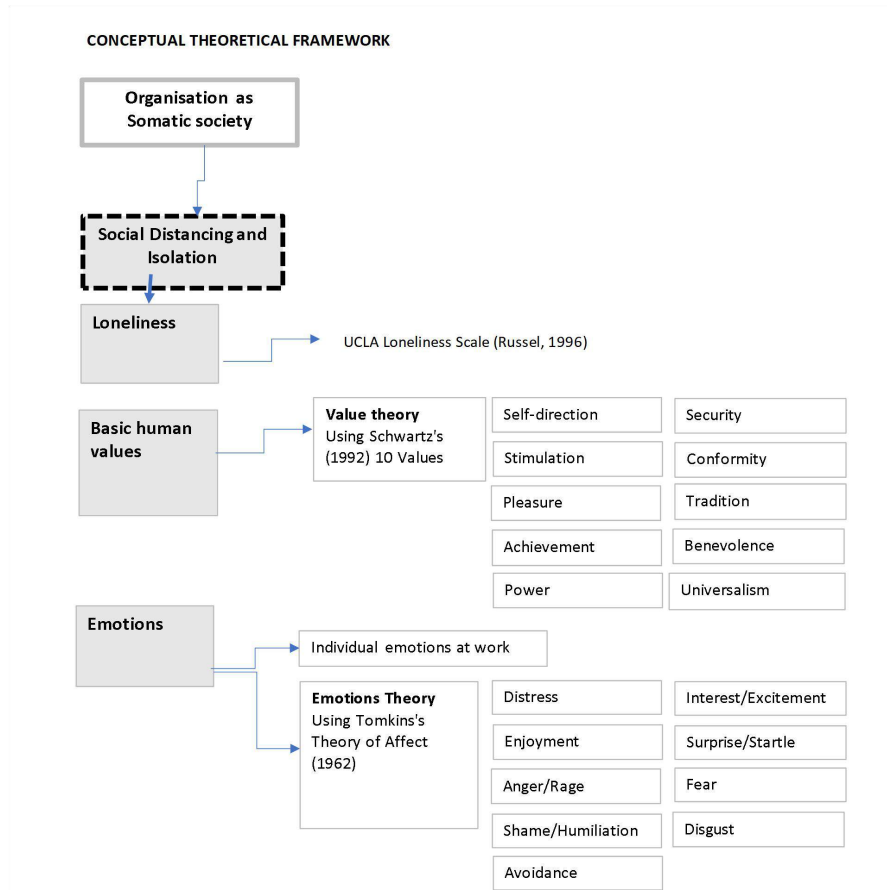 CONCEPTUAL THEORETICAL FRAMEWORK
Organisation as
Somatic society
Social Distancing and
Isolation
Loneliness
UCLA Loneliness Scale (Russel, 1996)
Basic human
values
Value theory
Using Schwartz's
(1992) 10 Values
Self-direction
Security
Stimulation
Conformity
Pleasure
Tradition
Achievement
Benevolence
Power
Universalism
Emotions
Individual emotions at work
Emotions Theory
Using Tomkins's
Theory of Affect
(1962)
Distress
Interest/Excitement
Enjoyment
Surprise/Startle
Anger/Rage
Fear
Shame/Humiliation
Disgust
Avoidance